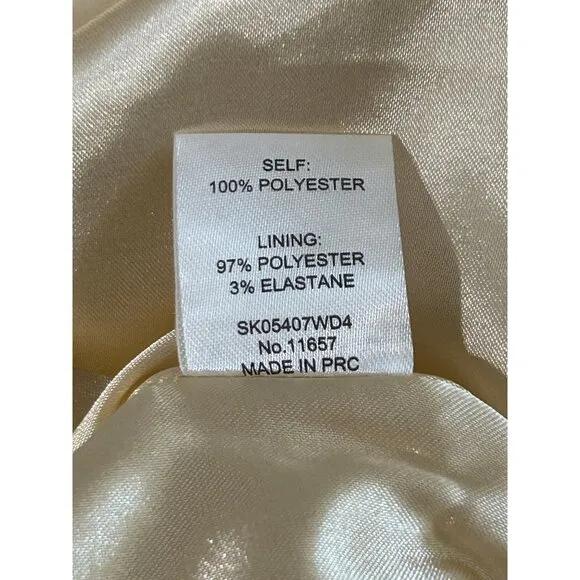 SELF:
100% POLYESTER
LINING:
97% POLYESTER
3% ELASTANE
SK05407WD4
No.11657
MADE IN PRC